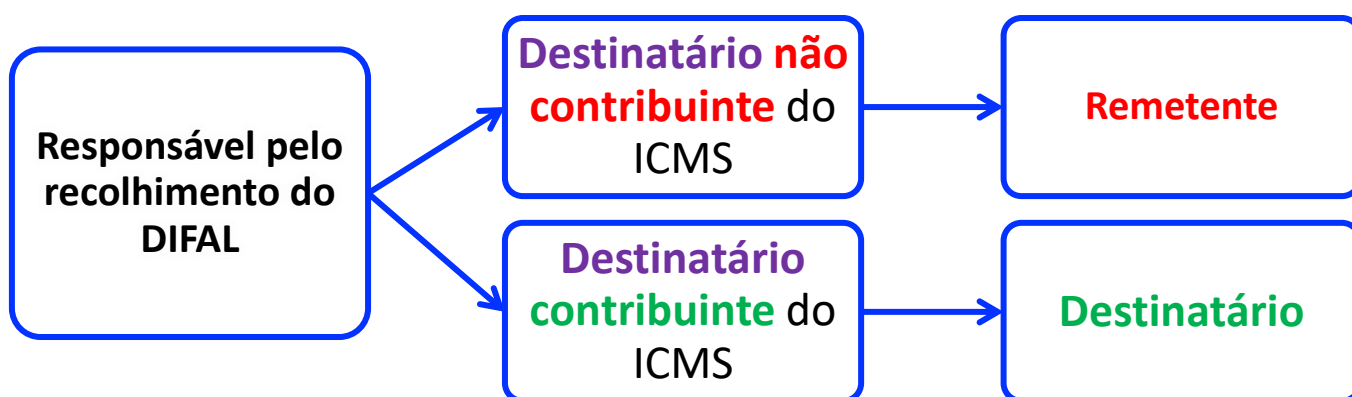 Responsável pelo
recolhimento do
DIFAL
Destinatário não
contribuinte do
ICMS
Remetente
Destinatário
contribuinte do
ICMS
Destinatário